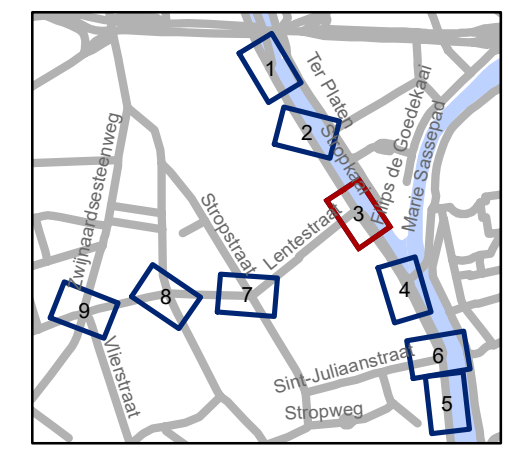 1
Ter Platen
2
Stropkaai
Filips de Goedekaai
Marie Sassepad
Zwijnaardsesteenweg
3
Stropstraat
Lentestraat
4
7
8
9
Vlierstraat
6
Sint-Juliaanstraat
5
Stropweg